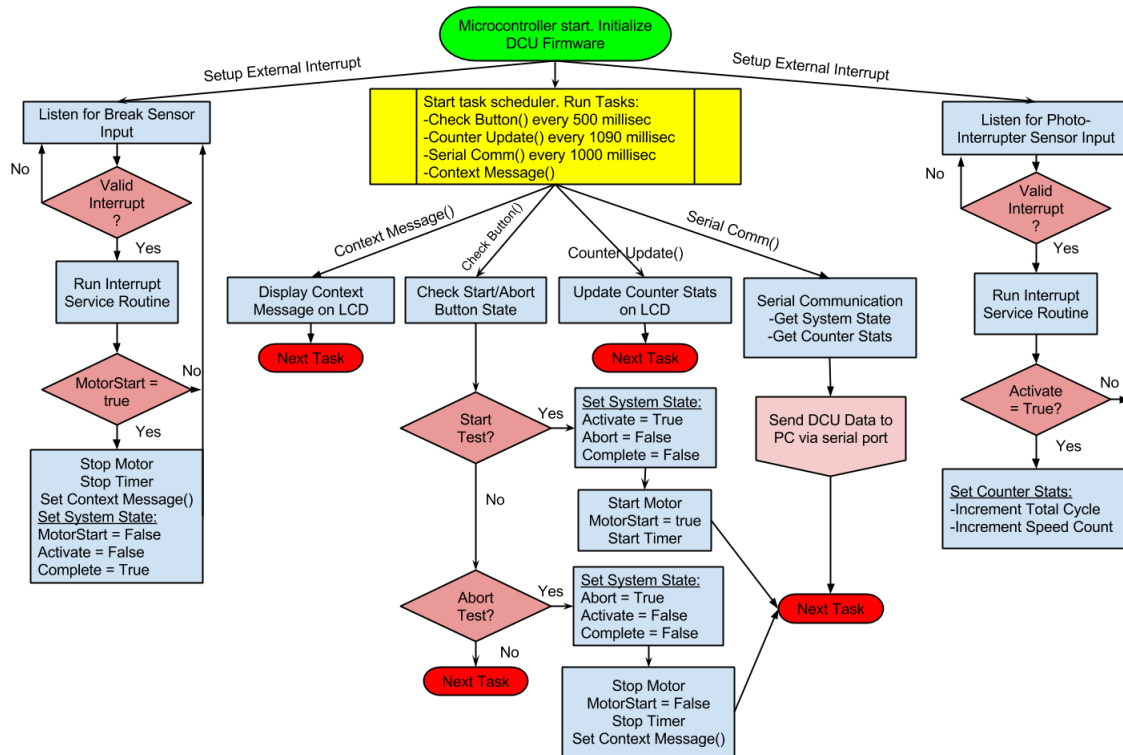 Microcontroller start. Initialize
DCU Firmware
Setup External Interrupt
Setup External Interrupt
Listen for Break Sensor
Input
No
Valid
Interrupt
?
Yes
Run Interrupt
Service Routine
MotorStart =
true
No
Yes
Stop Motor
Stop Timer
Set Context Message()
Set System State:
MotorStart = False
Activate = False
Complete = True
Start task scheduler. Run Tasks:
-Check Button() every 500 millisec
-Counter Update() every 1090 millisec
-Serial Comm() every 1000 millisec
-Context Message()
Context Message()
Check Button()
Counter Update()
Serial Comm()
Display Context
Message on LCD
Next Task
Check Start/Abort
Button State
Start
Test?
Yes
Set System State:
Activate = True
Abort = False
Complete = False
Start Motor
MotorStart = true
Start Timer
No
Abort
Test?
Yes
Set System State:
Abort = True
Activate = False
Complete = False
Stop Motor
MotorStart = False
Stop Timer
Set Context Message()
No
Next Task
Update Counter Stats
on LCD
Next Task
Serial Communication
-Get System State
-Get Counter Stats
Send DCU Data to
PC via serial port
Next Task
Listen for Photo-
Interrupter Sensor Input
No
Valid
Interrupt
?
Yes
Run Interrupt
Service Routine
Activate
= True?
No
Yes
Set Counter Stats:
-Increment Total Cycle
-Increment Speed Count